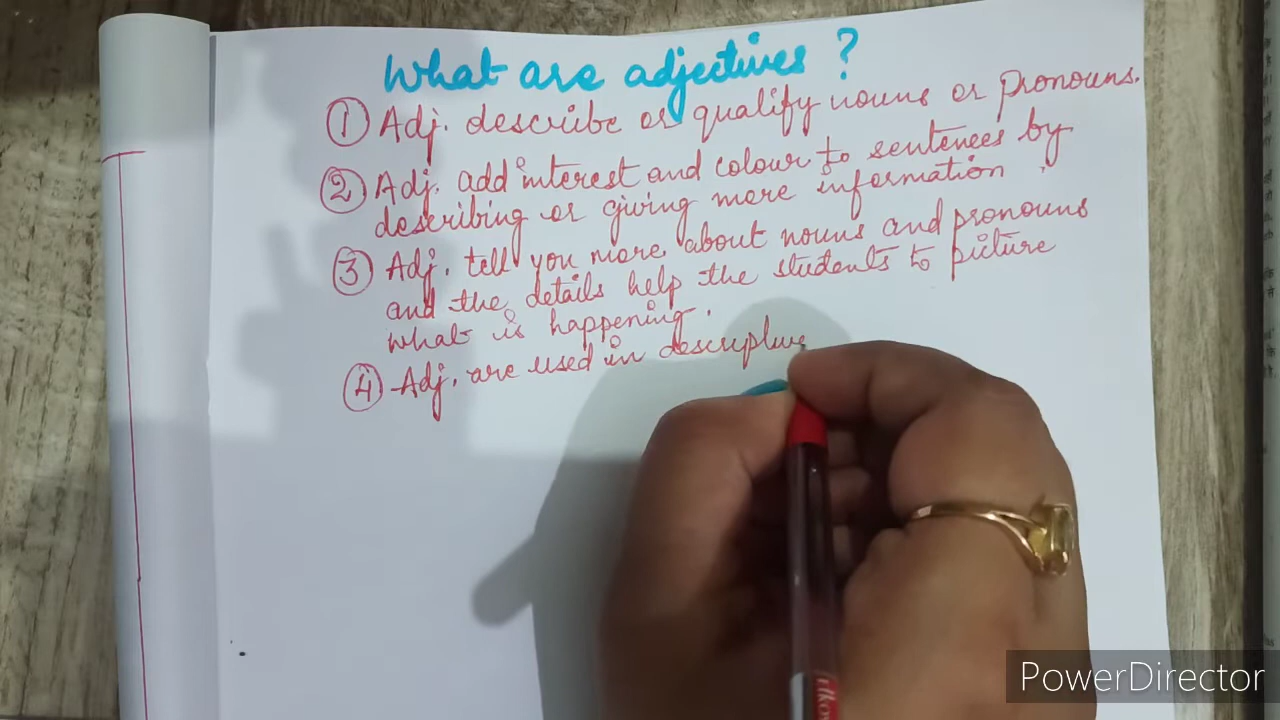 What are adjectives ?
① Adj. describe or qualify nouns or pronouns.
② Adj. add interest and colour to sentences by
describing or giving more information .
③ Adj. tell you more about nouns and pronouns
and the details help the students to picture
what is happening.
④ Adj. are used in descriptive
PowerDirector